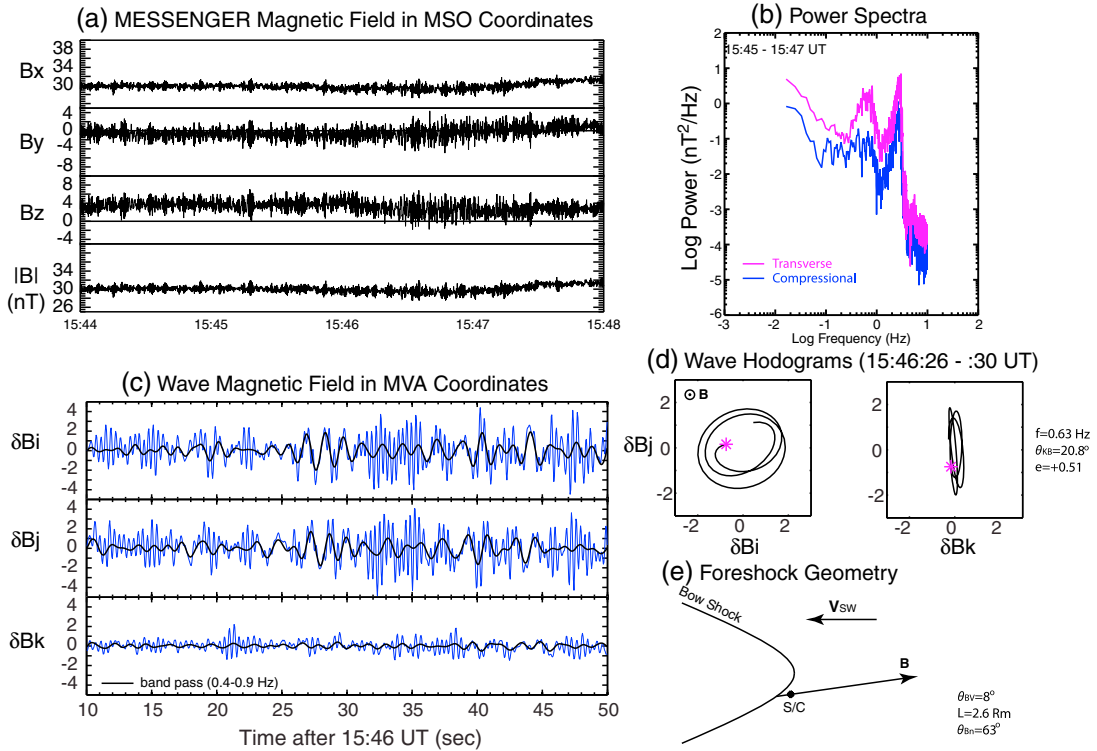 (a) MESSENGER Magnetic Field in MSO Coordinates
38
34
Bx
30
4
0
By
-4
-8
8
4
Bz
0
-4
34
|B|
30
(nT)
26
15:44
15:45
15:46
15:47
15:48
(b) Power Spectra
15:45 - 15:47 UT
2
1
0
-1
-2
-3
-4
-5
-6
Log Power (nT²/Hz)
Transverse
Compressional
-3
-2
-1
0
1
2
Log Frequency (Hz)
(c) Wave Magnetic Field in MVA Coordinates
4
2
δBi
0
-2
-4
4
2
δBj
0
-2
-4
4
2
δBk
0
-2
-4
band pass (0.4-0.9 Hz)
10
15
20
25
30
35
40
45
50
Time after 15:46 UT (sec)
(d) Wave Hodograms (15:46:26 - :30 UT)
B
2
δBj
0
-2
-2
0
2
δBi
2
0
-2
-2
0
2
δBk
f=0.63 Hz
θKB=20.8°
e=+0.51
(e) Foreshock Geometry
Bow Shock
VSW
B
S/C
θBV=8°
L=2.6 Rm
θBn=63°